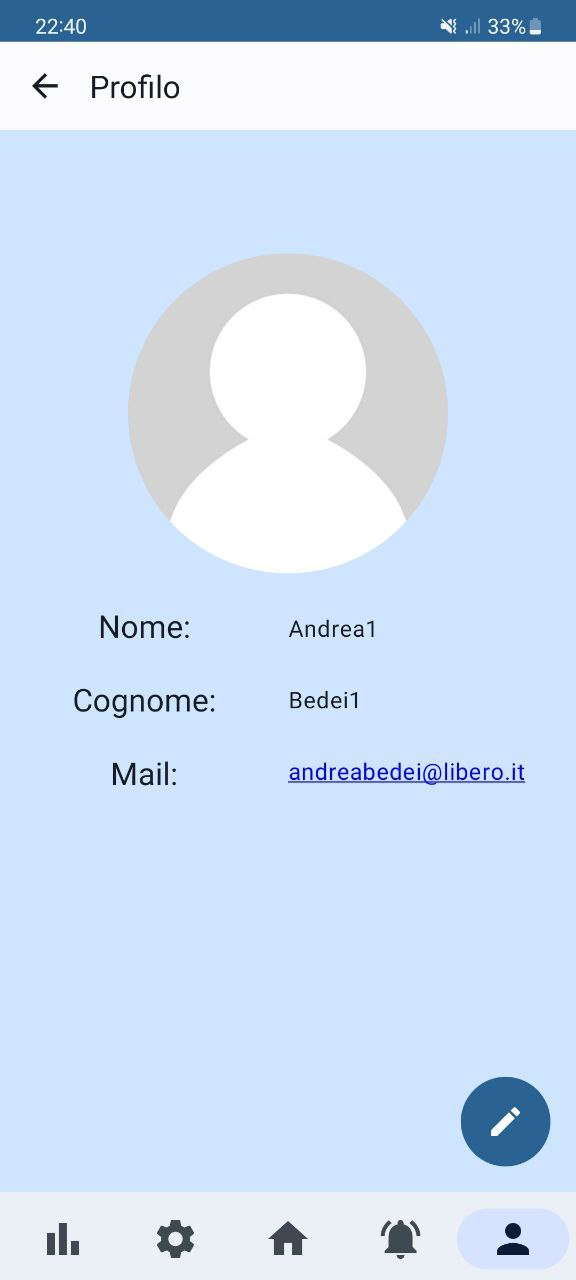 22:40 33%
Profilo
Nome: Andrea1
Cognome: Bedei1
Mail: andreabedei@libero.it